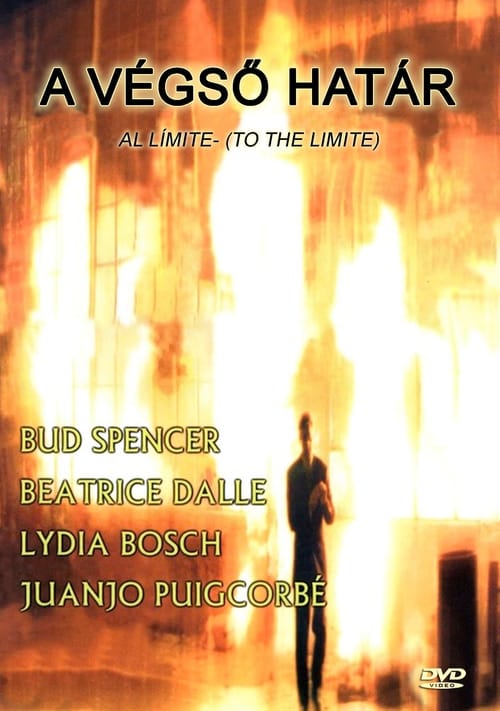 A VÉGSŐ HATÁR
AL LÍMITE- (TO THE LIMITE)
BUD SPENCER
BEATRICE DALLE
LYDIA BOSCH
JUANJO PUIGCORBÉ
DVD
VIDEO